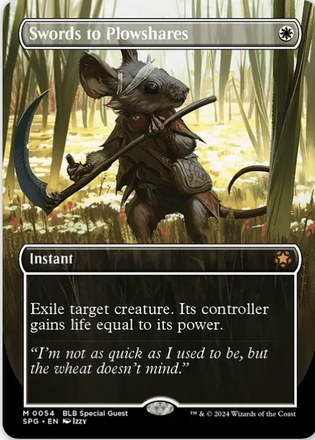 Swords to Plowshares
Instant
Exile target creature. Its controller
gains life equal to its power.
“I'm not as quick as I used to be, but
the wheat doesn't mind.”
M 0054 BLB Special Guest
SPG • EN Izzy ™ & © 2024 Wizards of the Coast